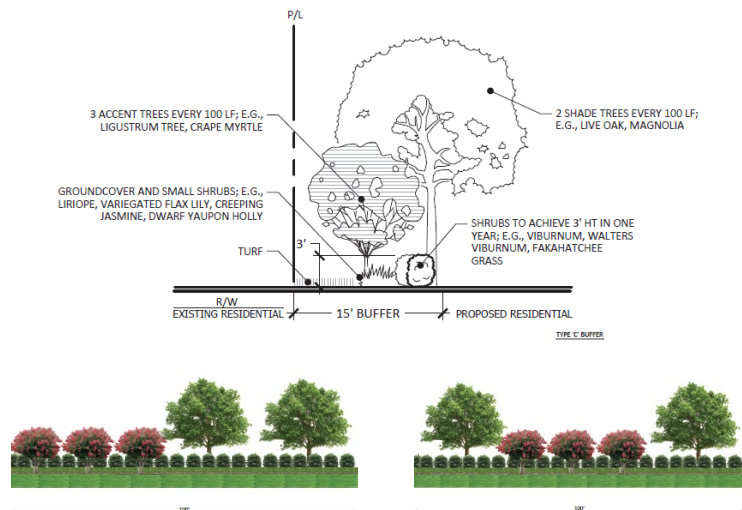 P/L
3 ACCENT TREES EVERY 100 LF; E.G.,
LIGUSTRUM TREE, CRAPE MYRTLE
2 SHADE TREES EVERY 100 LF;
E.G., LIVE OAK, MAGNOLIA
GROUNDCOVER AND SMALL SHRUBS; E.G.,
LIRIOPE, VARIEGATED FLAX LILY, CREEPING
JASMINE, DWARF YAUPON HOLLY
SHRUBS TO ACHIEVE 3' HT IN ONE
YEAR; E.G., VIBURNUM, WALTERS
VIBURNUM, FAKAHATCHEE
GRASS
3'
TURF
R/W
EXISTING RESIDENTIAL
15' BUFFER
PROPOSED RESIDENTIAL
TYPE 'C' BUFFER
100'
100'